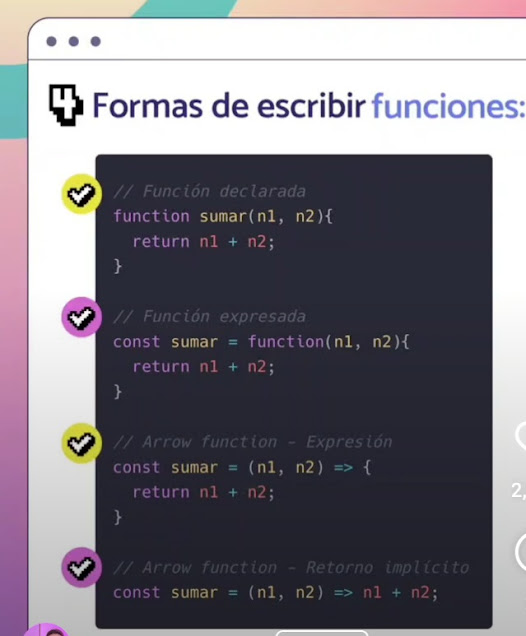 4 Formas de escribir funciones:
// Función declarada
function sumar(n1, n2){
return n1 + n2;
}
// Función expresada
const sumar = function(n1, n2){
return n1 + n2;
}
// Arrow function - Expresión
const sumar = (n1, n2) => {
return n1 + n2;
}
// Arrow function - Retorno implícito
const sumar = (n1, n2) => n1 + n2;
2,